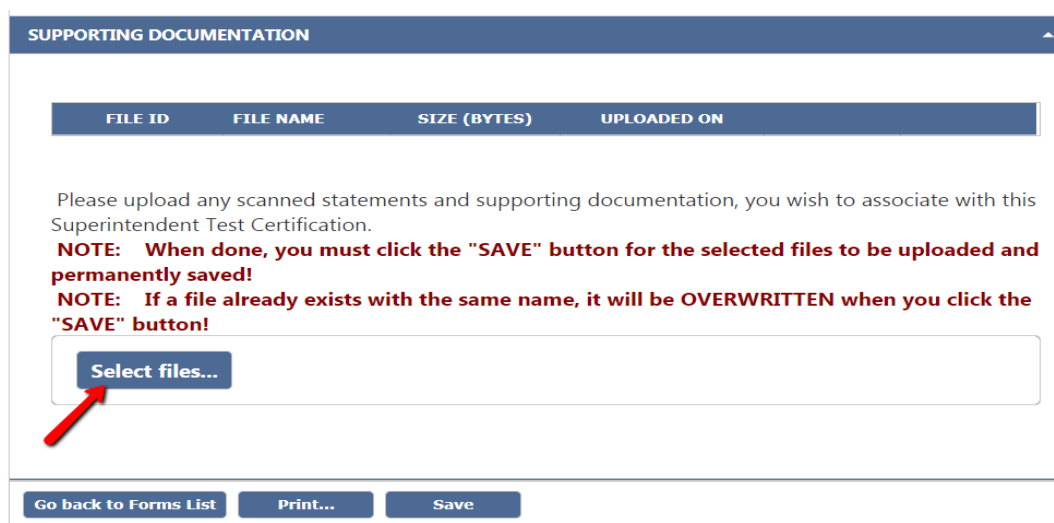 SUPPORTING DOCUMENTATION
FILE ID FILE NAME SIZE (BYTES) UPLOADED ON
Please upload any scanned statements and supporting documentation, you wish to associate with this
Superintendent Test Certification.
NOTE: When done, you must click the "SAVE" button for the selected files to be uploaded and
permanently saved!
NOTE: If a file already exists with the same name, it will be OVERWRITTEN when you click the
"SAVE" button!
Select files...
Go back to Forms List Print... Save